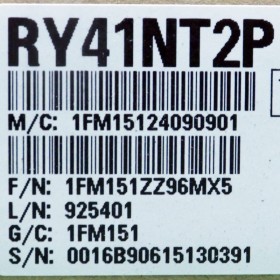 RY41NT2P
M/C: 1FM15124090901
F/N: 1FM151ZZ96MX5
L/N: 925401
G/C: 1FM151
S/N: 0016B90615130391